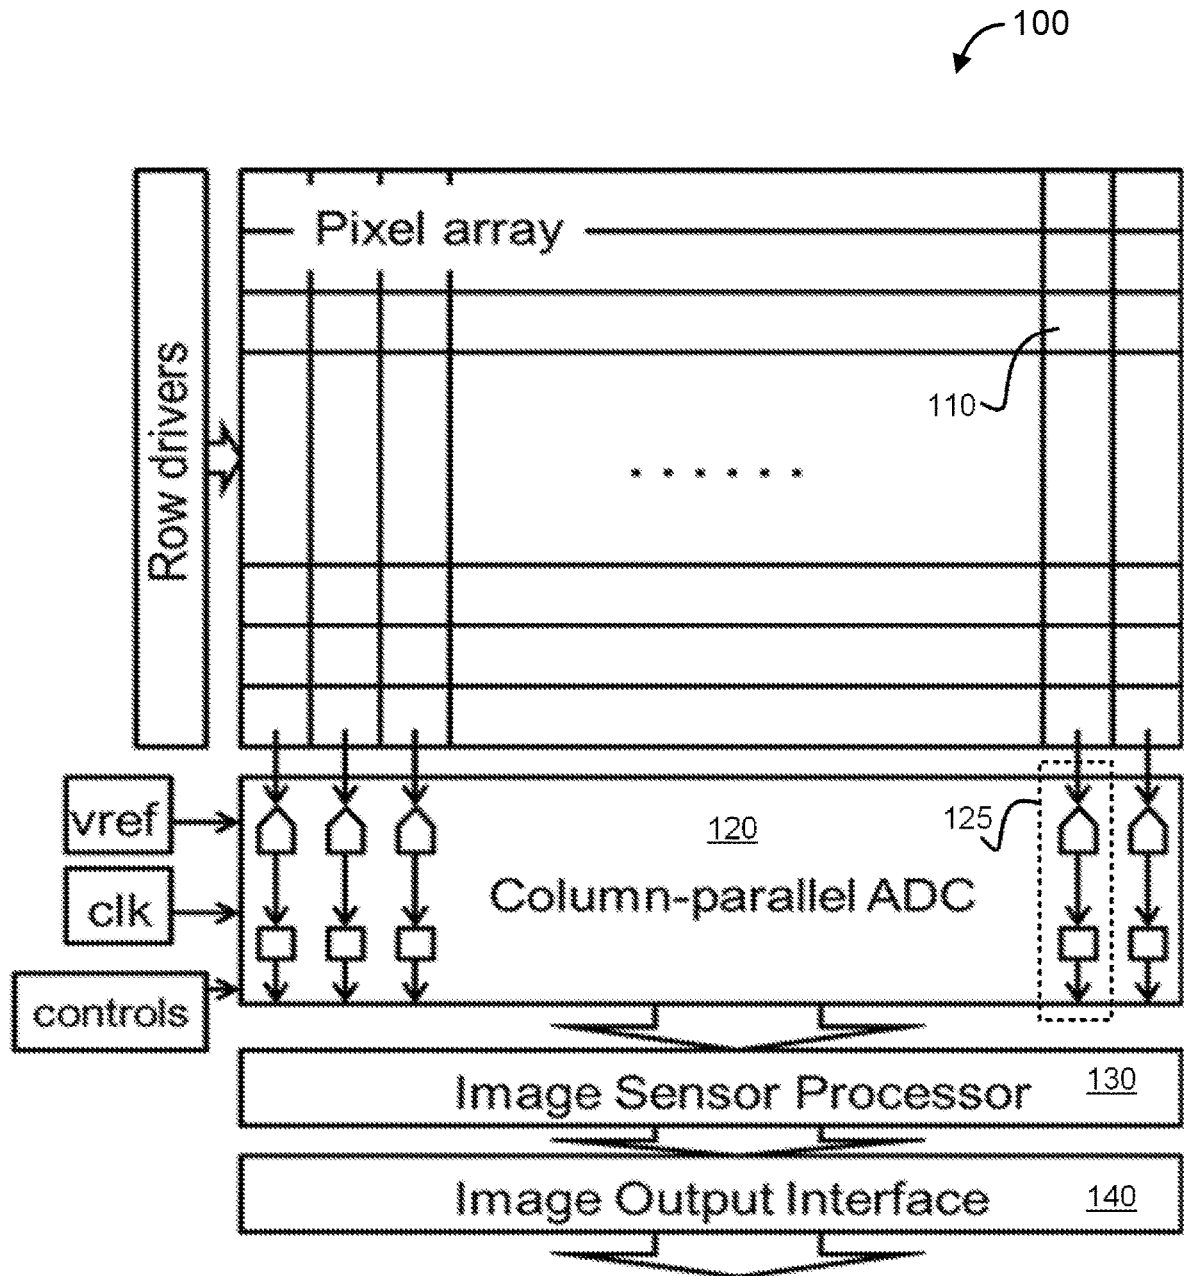 100
Pixel array
Row drivers
110
vref
clk
controls
120
125
Column-parallel ADC
Image Sensor Processor
130
Image Output Interface
140